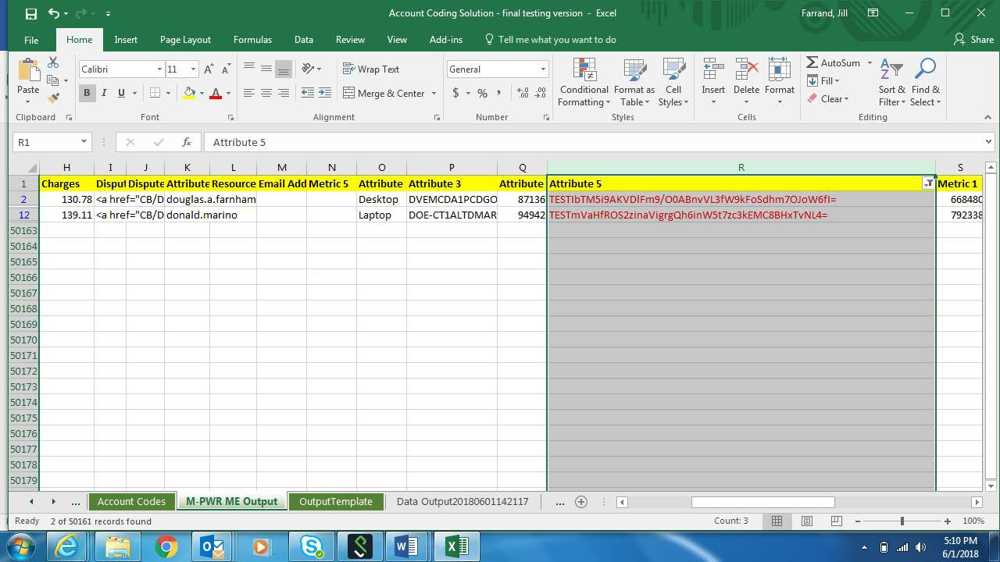 Account Coding Solution - final testing version - Excel
Farrand, Jill
File Home Insert Page Layout Formulas Data Review View Add-ins Tell me what you want to do Share
Calibri 11 Wrap Text General AutoSum
Paste B I U Merge & Center $ % , Conditional Formatting Format as Table Cell Styles Insert Delete Format Fill Clear Sort & Filter Find & Select
Clipboard Font Alignment Number Styles Cells Editing
R1 fx Attribute 5
H I J K L M N O P Q R S
1 Charges Disput Dispute Attribute Resource Email Add Metric 5 Attribute Attribute 3 Attribute Attribute 5 Metric 1
2 130.78 <a href="CB/D douglas.a.farnham Desktop DVEMCDA1PCDGO 87136 TESTIbTM5i9AKVDlFm9/O0ABnvVL3fW9kFoSdhm7OJoW6fI= 668480
12 139.11 <a href="CB/D donald.marino Laptop DOE-CT1ALTDMAR 94942 TESTmVaHfROS2zinaVigrgQh6inW5t7zc3kEMC8BHxTvNL4= 792338
50163
50164
50165
50166
50167
50168
50169
50170
50171
50172
50173
50174
50175
50176
50177
50178
50179
... Account Codes M-PWR ME Output OutputTemplate Data Output20180601142117 ...
Ready 2 of 50161 records found Count: 3 100%
5:10 PM
6/1/2018